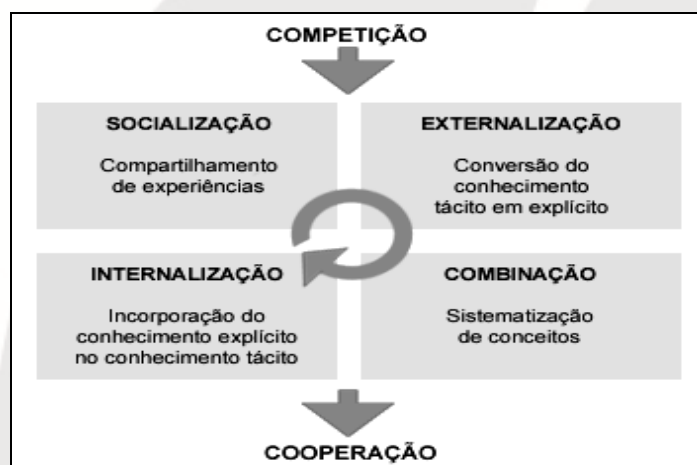 COMPETIÇÃO
SOCIALIZAÇÃO
Compartilhamento
de experiências
EXTERNALIZAÇÃO
Conversão do
conhecimento
tácito em explícito
INTERNALIZAÇÃO
Incorporação do
conhecimento explícito
no conhecimento tácito
COMBINAÇÃO
Sistematização
de conceitos
COOPERAÇÃO